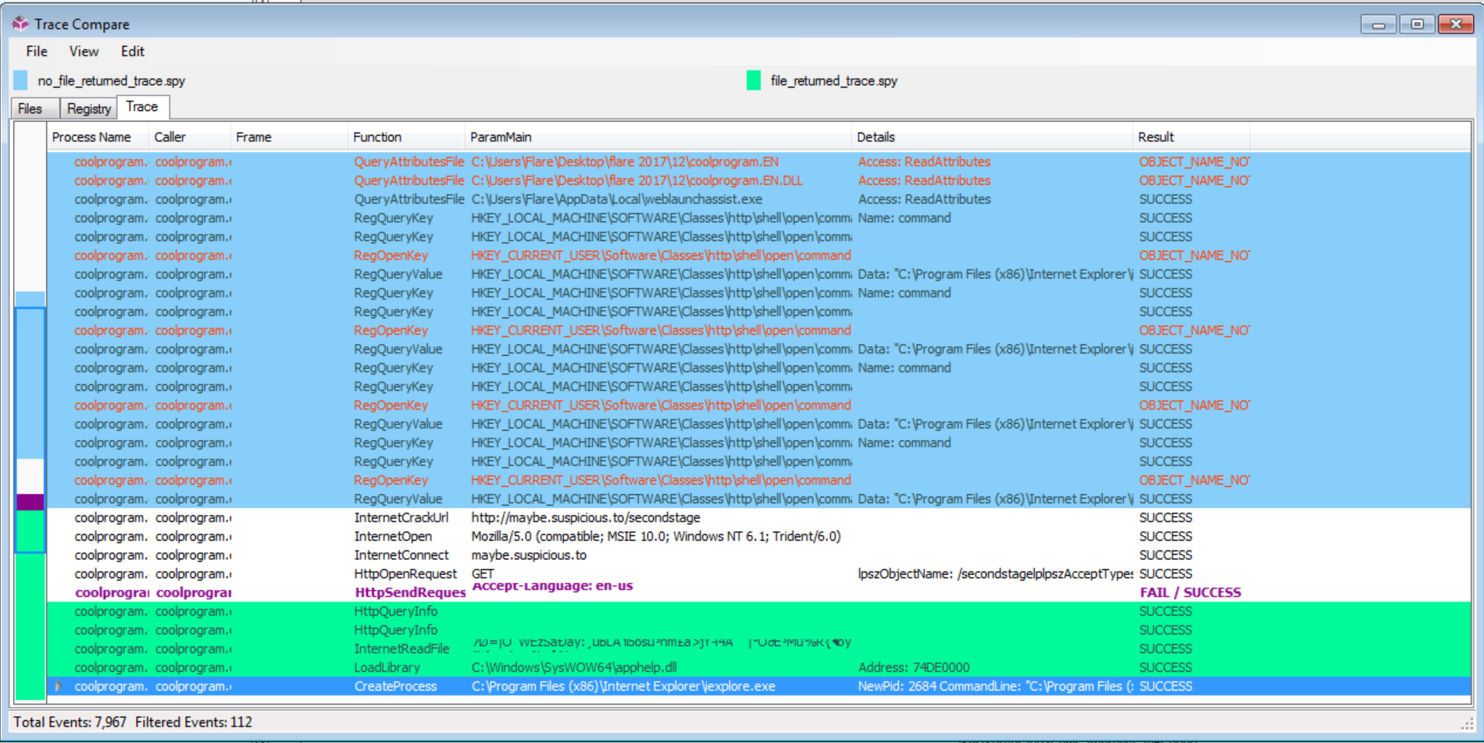 Trace Compare
File View Edit
no_file_returned_trace.spy file_returned_trace.spy
Files Registry Trace
Process Name Caller Frame Function ParamMain Details Result
coolprogram. coolprogram. QueryAttributesFile C:\Users\Flare\Desktop\flare 2017\12\coolprogram.EN Access: ReadAttributes OBJECT_NAME_NOT
coolprogram. coolprogram. QueryAttributesFile C:\Users\Flare\Desktop\flare 2017\12\coolprogram.EN.DLL Access: ReadAttributes OBJECT_NAME_NOT
coolprogram. coolprogram. QueryAttributesFile C:\Users\Flare\AppData\Local\weblaunchassist.exe Access: ReadAttributes SUCCESS
coolprogram. coolprogram. RegQueryKey HKEY_LOCAL_MACHINE\SOFTWARE\Classes\http\shell\open\comm Name: command SUCCESS
coolprogram. coolprogram. RegQueryKey HKEY_LOCAL_MACHINE\SOFTWARE\Classes\http\shell\open\comm SUCCESS
coolprogram. coolprogram. RegOpenKey HKEY_CURRENT_USER\Software\Classes\http\shell\open\command OBJECT_NAME_NOT
coolprogram. coolprogram. RegQueryValue HKEY_LOCAL_MACHINE\SOFTWARE\Classes\http\shell\open\comm Data: "C:\Program Files (x86)\Internet Explorer\ SUCCESS
coolprogram. coolprogram. RegQueryKey HKEY_LOCAL_MACHINE\SOFTWARE\Classes\http\shell\open\comm Name: command SUCCESS
coolprogram. coolprogram. RegQueryKey HKEY_LOCAL_MACHINE\SOFTWARE\Classes\http\shell\open\comm SUCCESS
coolprogram. coolprogram. RegOpenKey HKEY_CURRENT_USER\Software\Classes\http\shell\open\command OBJECT_NAME_NOT
coolprogram. coolprogram. RegQueryValue HKEY_LOCAL_MACHINE\SOFTWARE\Classes\http\shell\open\comm Data: "C:\Program Files (x86)\Internet Explorer\ SUCCESS
coolprogram. coolprogram. RegQueryKey HKEY_LOCAL_MACHINE\SOFTWARE\Classes\http\shell\open\comm Name: command SUCCESS
coolprogram. coolprogram. RegQueryKey HKEY_LOCAL_MACHINE\SOFTWARE\Classes\http\shell\open\comm SUCCESS
coolprogram. coolprogram. RegOpenKey HKEY_CURRENT_USER\Software\Classes\http\shell\open\command OBJECT_NAME_NOT
coolprogram. coolprogram. RegQueryValue HKEY_LOCAL_MACHINE\SOFTWARE\Classes\http\shell\open\comm Data: "C:\Program Files (x86)\Internet Explorer\ SUCCESS
coolprogram. coolprogram. RegQueryKey HKEY_LOCAL_MACHINE\SOFTWARE\Classes\http\shell\open\comm Name: command SUCCESS
coolprogram. coolprogram. RegQueryKey HKEY_LOCAL_MACHINE\SOFTWARE\Classes\http\shell\open\comm SUCCESS
coolprogram. coolprogram. RegOpenKey HKEY_CURRENT_USER\Software\Classes\http\shell\open\command OBJECT_NAME_NOT
coolprogram. coolprogram. RegQueryValue HKEY_LOCAL_MACHINE\SOFTWARE\Classes\http\shell\open\comm Data: "C:\Program Files (x86)\Internet Explorer\ SUCCESS
coolprogram. coolprogram. InternetCrackUrl http://maybe.suspicious.to/secondstage SUCCESS
coolprogram. coolprogram. InternetOpen Mozilla/5.0 (compatible; MSIE 10.0; Windows NT 6.1; Trident/6.0) SUCCESS
coolprogram. coolprogram. InternetConnect maybe.suspicious.to SUCCESS
coolprogram. coolprogram. HttpOpenRequest GET lpszObjectName: /secondstagelplpszAcceptTypes SUCCESS
coolprogra coolprogra HttpSendReques Accept-Language: en-us FAIL / SUCCESS
coolprogram. coolprogram. HttpQueryInfo SUCCESS
coolprogram. coolprogram. HttpQueryInfo SUCCESS
coolprogram. coolprogram. InternetReadFile SUCCESS
coolprogram. coolprogram. LoadLibrary C:\Windows\SysWOW64\apphelp.dll Address: 74DE0000 SUCCESS
coolprogram. coolprogram. CreateProcess C:\Program Files (x86)\Internet Explorer\iexplore.exe NewPid: 2684 CommandLine: "C:\Program Files ( SUCCESS
Total Events: 7,967 Filtered Events: 112